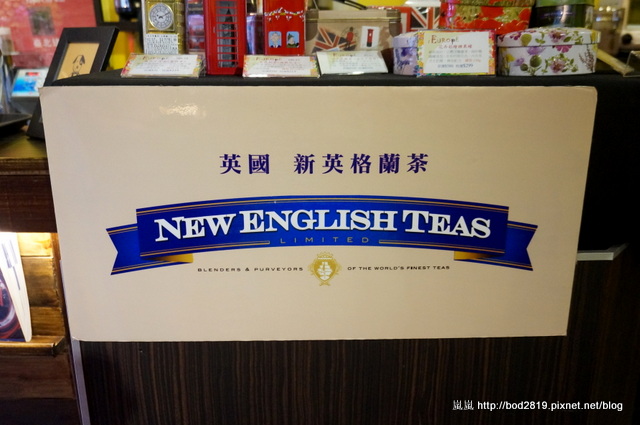 英國 新英格蘭茶
NEW ENGLISH TEAS
LIMITED
BLENDERS & PURVEYORS OF THE WORLD'S FINEST TEAS
嵐嵐 http://bod2819.pixnet.net/blog